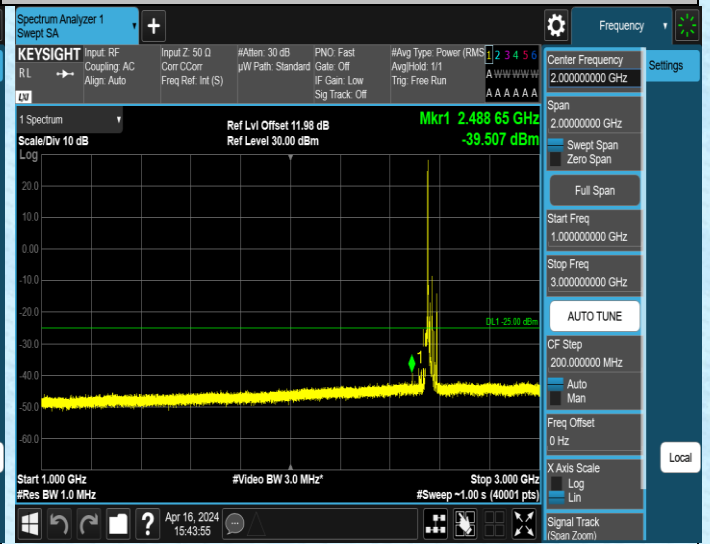 Spectrum Analyzer 1
Swept SA
Frequency
KEYSIGHT
RL
LXI
Input: RF
Coupling: AC
Align: Auto
Input Z: 50 Ω
Corr CCorr
Freq Ref: Int (S)
#Atten: 30 dB
µW Path: Standard
PNO: Fast
Gate: Off
IF Gain: Low
Sig Track: Off
#Avg Type: Power (RMS
Avg|Hold: 1/1
Trig: Free Run
1 2 3 4 5 6
A W W W W W
A A A A A A
Settings
1 Spectrum
Scale/Div 10 dB
Log
Ref Lvl Offset 11.98 dB
Ref Level 30.00 dBm
Mkr1 2.488 65 GHz
-39.507 dBm
20.0
10.0
0.00
-10.0
-20.0
-30.0
-40.0
-50.0
-60.0
DL1 -25.00 dBm
1
Start 1.000 GHz
#Res BW 1.0 MHz
#Video BW 3.0 MHz*
Stop 3.000 GHz
#Sweep ~1.00 s (40001 pts)
Center Frequency
2.000000000 GHz
Span
2.00000000 GHz
Swept Span
Zero Span
Full Span
Start Freq
1.000000000 GHz
Stop Freq
3.000000000 GHz
AUTO TUNE
CF Step
200.000000 MHz
Auto
Man
Freq Offset
0 Hz
X Axis Scale
Log
Lin
Signal Track
(Span Zoom)
Local
?
Apr 16, 2024
15:43:55